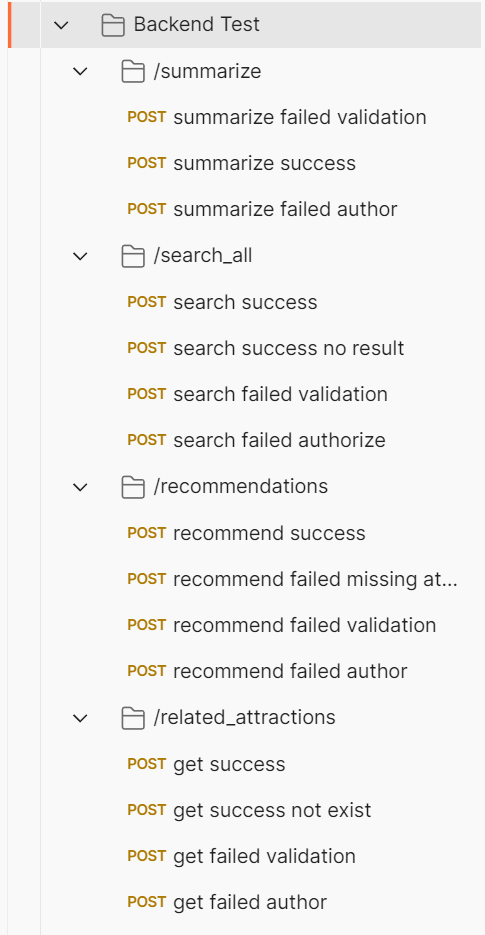 Backend Test
/summarize
POST summarize failed validation
POST summarize success
POST summarize failed author
/search_all
POST search success
POST search success no result
POST search failed validation
POST search failed authorize
/recommendations
POST recommend success
POST recommend failed missing at...
POST recommend failed validation
POST recommend failed author
/related_attractions
POST get success
POST get success not exist
POST get failed validation
POST get failed author